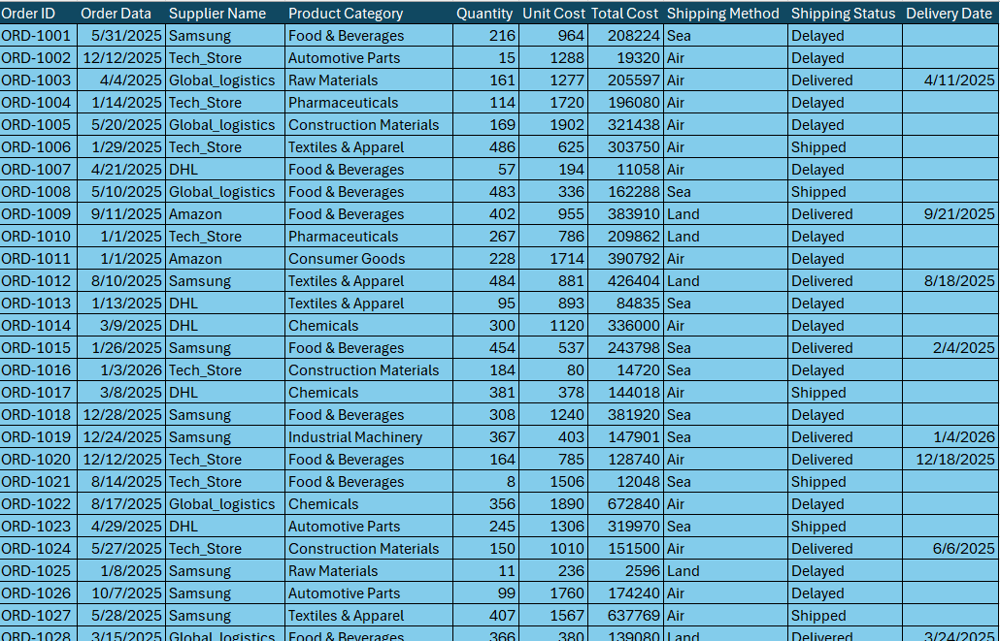 Order ID Order Data Supplier Name Product Category Quantity Unit Cost Total Cost Shipping Method Shipping Status Delivery Date
ORD-1001 5/31/2025 Samsung Food & Beverages 216 964 208224 Sea Delayed
ORD-1002 12/12/2025 Tech_Store Automotive Parts 15 1288 19320 Air Delayed
ORD-1003 4/4/2025 Global_logistics Raw Materials 161 1277 205597 Air Delivered 4/11/2025
ORD-1004 1/14/2025 Tech_Store Pharmaceuticals 114 1720 196080 Air Delayed
ORD-1005 5/20/2025 Global_logistics Construction Materials 169 1902 321438 Air Delayed
ORD-1006 1/29/2025 Tech_Store Textiles & Apparel 486 625 303750 Air Shipped
ORD-1007 4/21/2025 DHL Food & Beverages 57 194 11058 Air Delayed
ORD-1008 5/10/2025 Global_logistics Food & Beverages 483 336 162288 Sea Shipped
ORD-1009 9/11/2025 Amazon Food & Beverages 402 955 383910 Land Delivered 9/21/2025
ORD-1010 1/1/2025 Tech_Store Pharmaceuticals 267 786 209862 Land Delayed
ORD-1011 1/1/2025 Amazon Consumer Goods 228 1714 390792 Air Delayed
ORD-1012 8/10/2025 Samsung Textiles & Apparel 484 881 426404 Land Delivered 8/18/2025
ORD-1013 1/13/2025 DHL Textiles & Apparel 95 893 84835 Sea Delayed
ORD-1014 3/9/2025 DHL Chemicals 300 1120 336000 Air Delayed
ORD-1015 1/26/2025 Samsung Food & Beverages 454 537 243798 Sea Delivered 2/4/2025
ORD-1016 1/3/2026 Tech_Store Construction Materials 184 80 14720 Sea Delayed
ORD-1017 3/8/2025 DHL Chemicals 381 378 144018 Air Shipped
ORD-1018 12/28/2025 Samsung Food & Beverages 308 1240 381920 Sea Delayed
ORD-1019 12/24/2025 Samsung Industrial Machinery 367 403 147901 Sea Delivered 1/4/2026
ORD-1020 12/12/2025 Tech_Store Food & Beverages 164 785 128740 Air Delivered 12/18/2025
ORD-1021 8/14/2025 Tech_Store Food & Beverages 8 1506 12048 Sea Shipped
ORD-1022 8/17/2025 Global_logistics Chemicals 356 1890 672840 Air Delayed
ORD-1023 4/29/2025 DHL Automotive Parts 245 1306 319970 Sea Shipped
ORD-1024 5/27/2025 Tech_Store Construction Materials 150 1010 151500 Air Delivered 6/6/2025
ORD-1025 1/8/2025 Samsung Raw Materials 11 236 2596 Land Delayed
ORD-1026 10/7/2025 Samsung Automotive Parts 99 1760 174240 Air Delayed
ORD-1027 5/28/2025 Samsung Textiles & Apparel 407 1567 637769 Air Shipped
ORD-1028 3/15/2025 Global_logistics Food & Beverages 366 380 139080 Land Delivered 3/24/2025